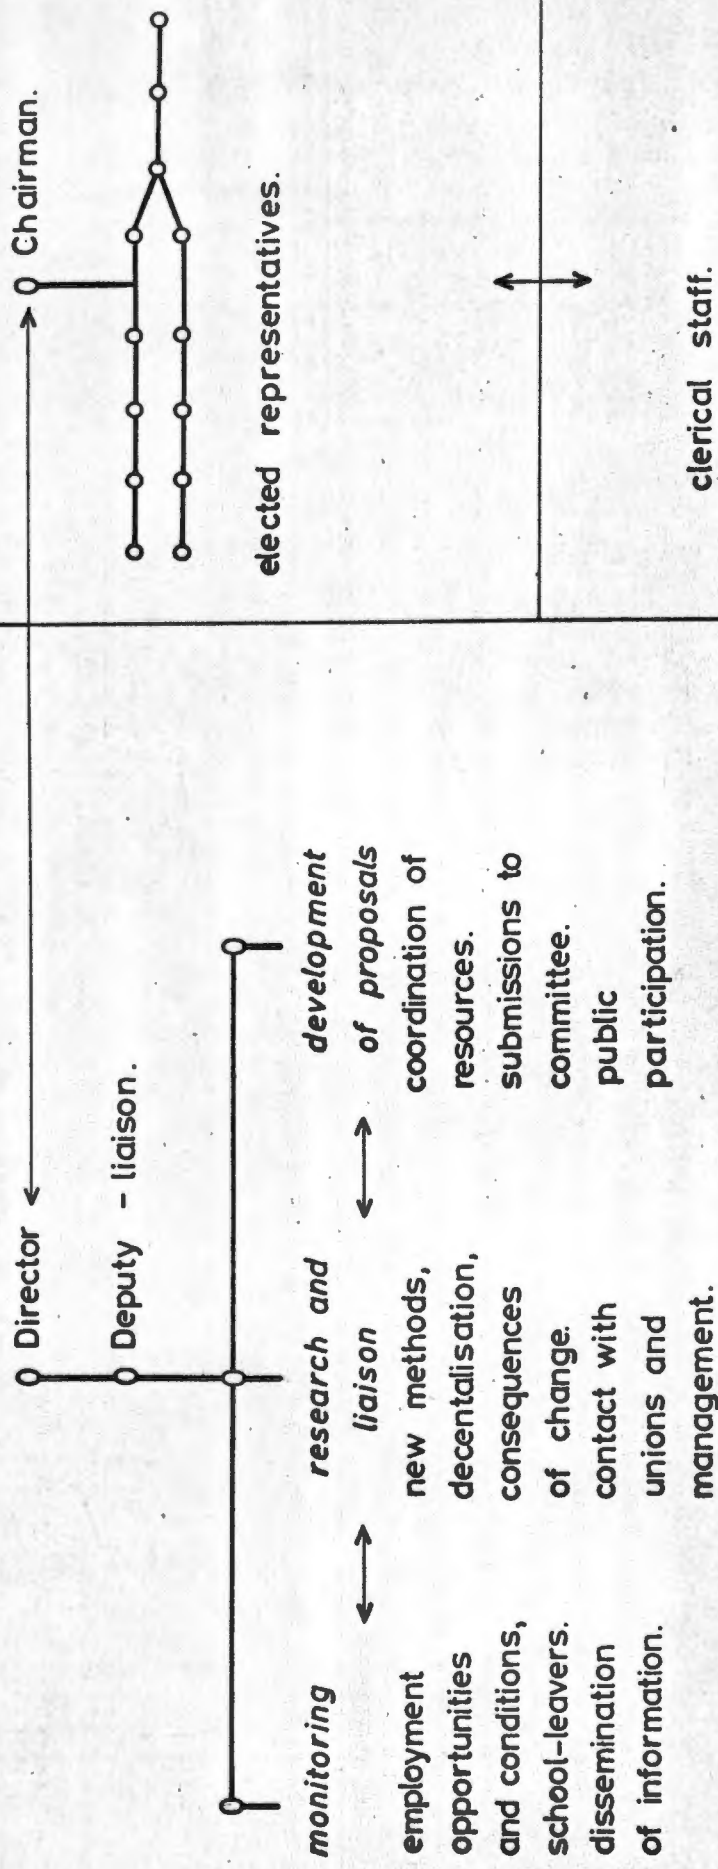 Director
Chairman.
Deputy - liaison.
elected representatives.
monitoring
employment
opportunities
and conditions,
school-leavers.
dissemination
of information.
research and
liaison
new methods,
decentalisation,
consequences
of change.
contact with
unions and
management.
development
of proposals
coordination of
resources.
submissions to
committee.
public
participation.
clerical staff.